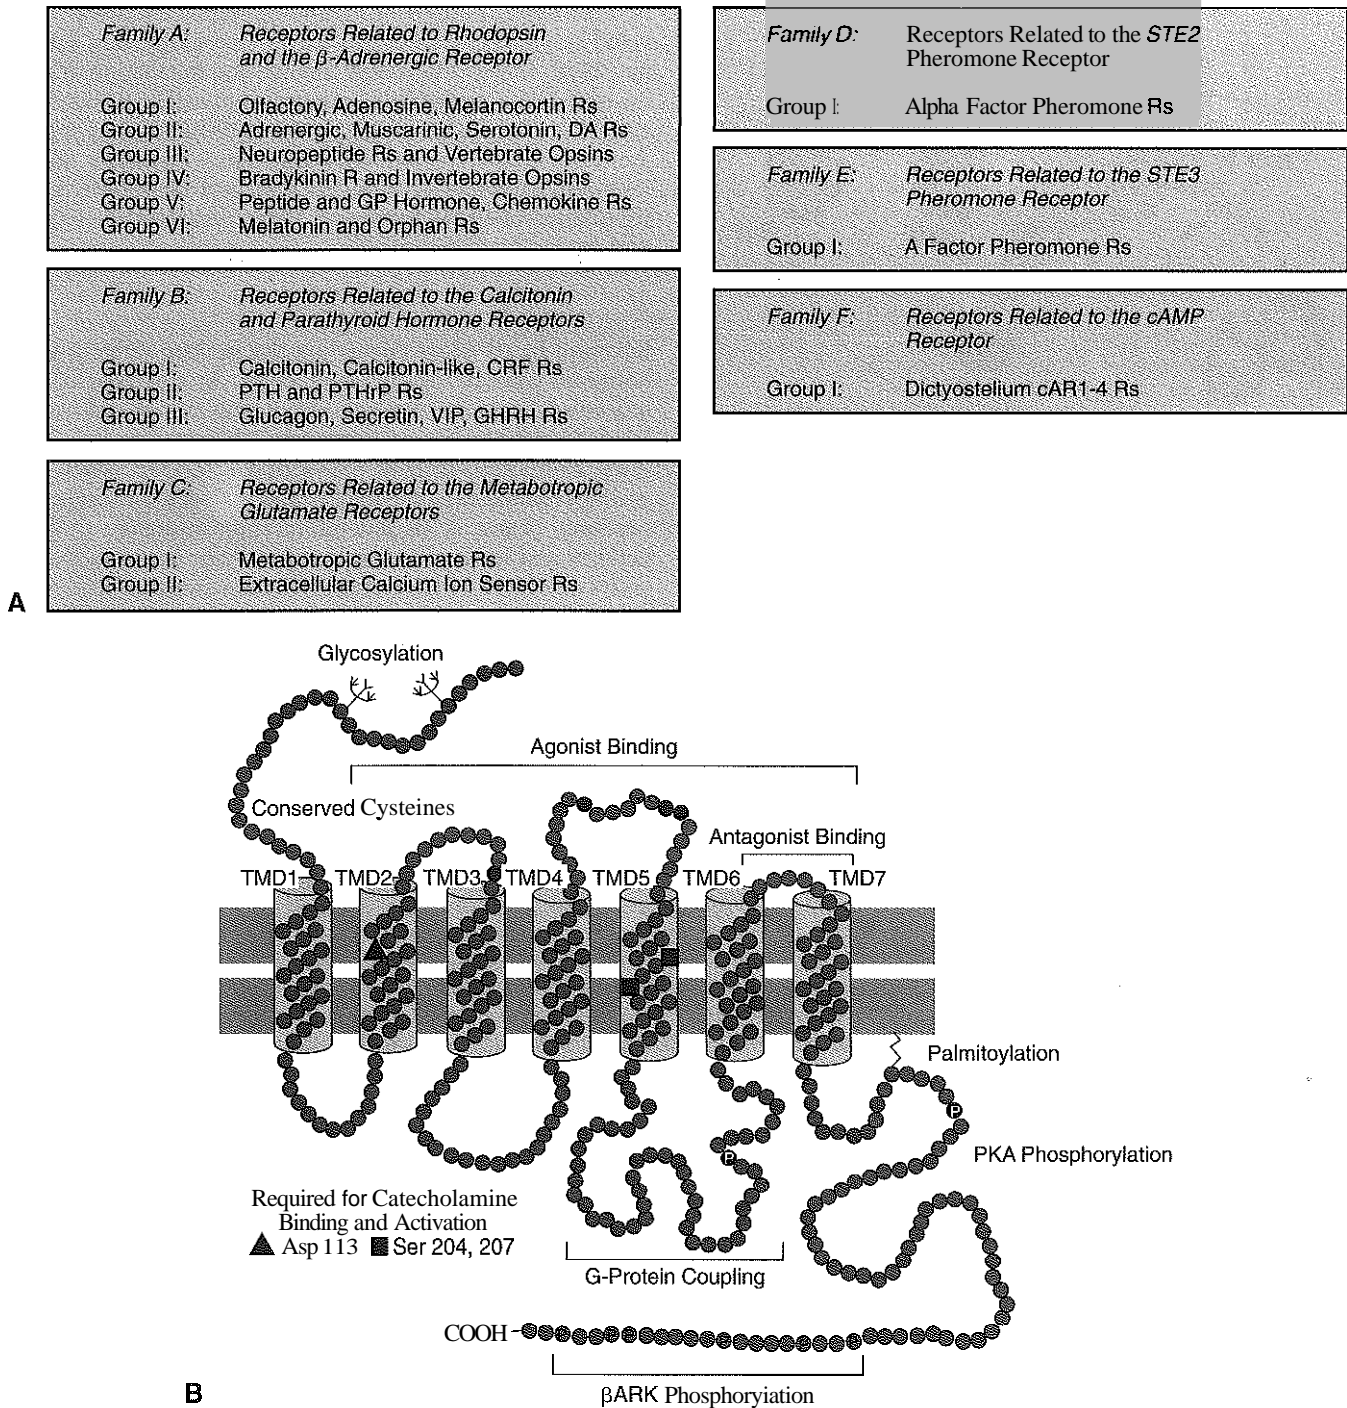 Family A: Receptors Related to Rhodopsin
and the β-Adrenergic Receptor
Group I: Olfactory, Adenosine, Melanocortin Rs
Group II: Adrenergic, Muscarinic, Serotonin, DA Rs
Group III: Neuropeptide Rs and Vertebrate Opsins
Group IV: Bradykinin R and Invertebrate Opsins
Group V: Peptide and GP Hormone, Chemokine Rs
Group VI: Melatonin and Orphan Rs
Family B: Receptors Related to the Calcitonin
and Parathyroid Hormone Receptors
Group I: Calcitonin, Calcitonin-like, CRF Rs
Group II: PTH and PTHrP Rs
Group III: Glucagon, Secretin, VIP, GHRH Rs
Family C: Receptors Related to the Metabotropic
Glutamate Receptors
Group I: Metabotropic Glutamate Rs
Group II: Extracellular Calcium Ion Sensor Rs
Family D: Receptors Related to the STE2
Pheromone Receptor
Group I: Alpha Factor Pheromone Rs
Family E: Receptors Related to the STE3
Pheromone Receptor
Group I: A Factor Pheromone Rs
Family F: Receptors Related to the cAMP
Receptor
Group I: Dictyostelium cAR1-4 Rs
A
Glycosylation
Agonist Binding
Conserved Cysteines
Antagonist Binding
TMD1 TMD2 TMD3 TMD4 TMD5 TMD6 TMD7
Palmitoylation
P
PKA Phosphorylation
P
Required for Catecholamine
Binding and Activation
Asp 113 Ser 204, 207
G-Protein Coupling
COOH
B
βARK Phosphoryiation